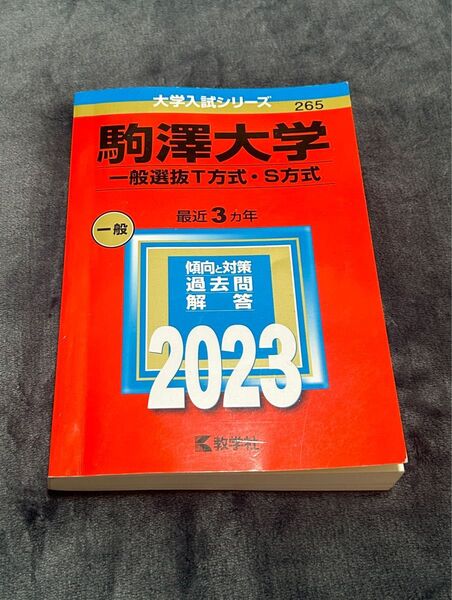 大学入試シリーズ
265
駒澤大学
一般選抜T方式・S方式
最近3カ年
一般
傾向と対策
過去問
解答
2023
教学社